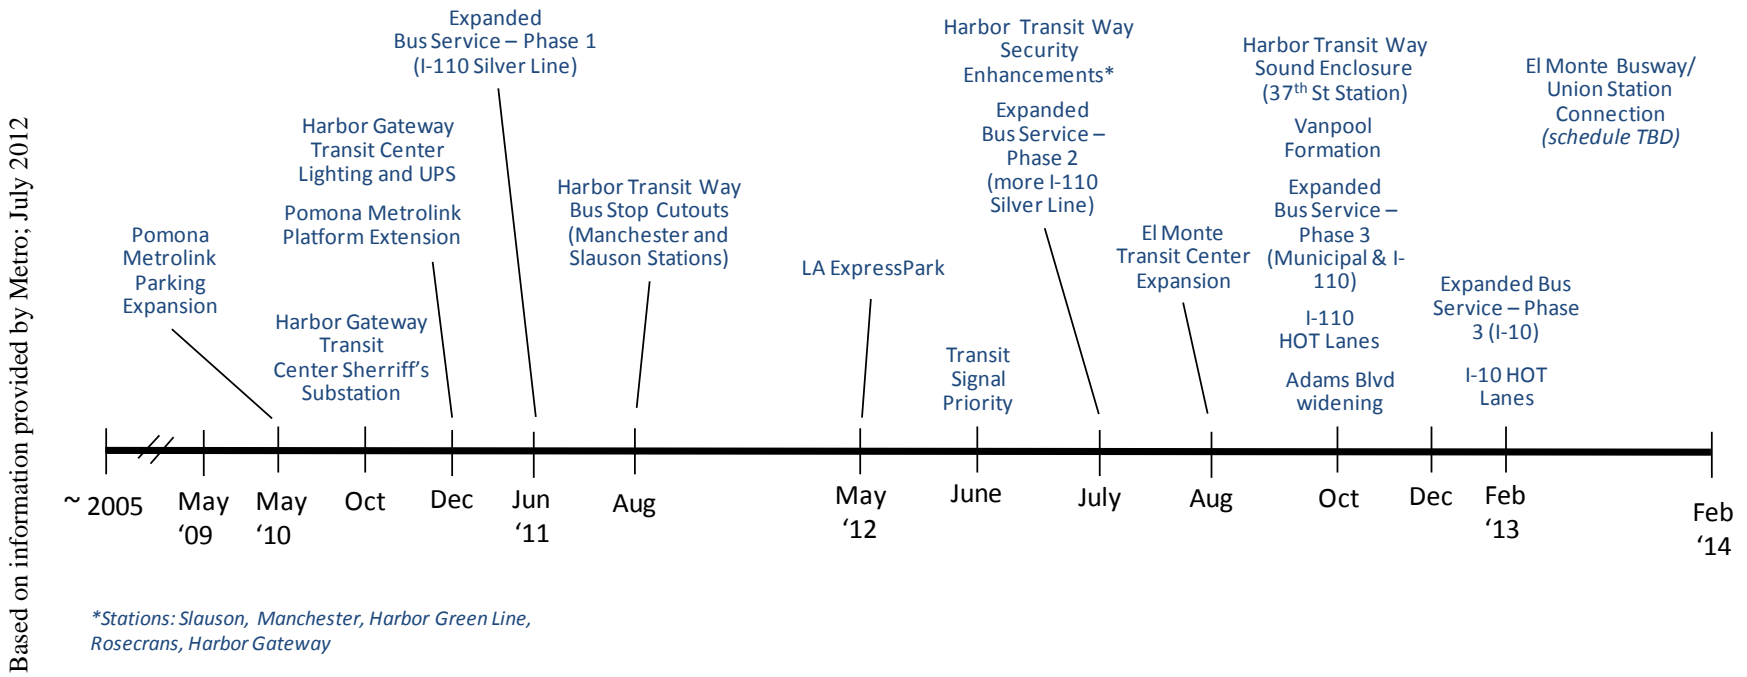 Based on information provided by Metro; July 2012
Expanded
Bus Service – Phase 1
(I-110 Silver Line)
Harbor Gateway
Transit Center
Lighting and UPS
Pomona Metrolink
Platform Extension
Pomona
Metrolink
Parking
Expansion
Harbor Gateway
Transit
Center Sherriff’s
Substation
Harbor Transit Way
Bus Stop Cutouts
(Manchester and
Slauson Stations)
LA ExpressPark
Transit
Signal
Priority
Harbor Transit Way
Security
Enhancements*
Expanded
Bus Service –
Phase 2
(more I-110
Silver Line)
El Monte
Transit Center
Expansion
Harbor Transit Way
Sound Enclosure
(37th St Station)
Vanpool
Formation
Expanded
Bus Service –
Phase 3
(Municipal & I-
110)
I-110
HOT Lanes
Adams Blvd
widening
Expanded Bus
Service – Phase
3 (I-10)
I-10 HOT
Lanes
El Monte Busway/
Union Station
Connection
(schedule TBD)
~ 2005
May
‘09
May
‘10
Oct
Dec
Jun
‘11
Aug
May
‘12
June
July
Aug
Oct
Dec
Feb
‘13
Feb
‘14
*Stations: Slauson, Manchester, Harbor Green Line,
Rosecrans, Harbor Gateway